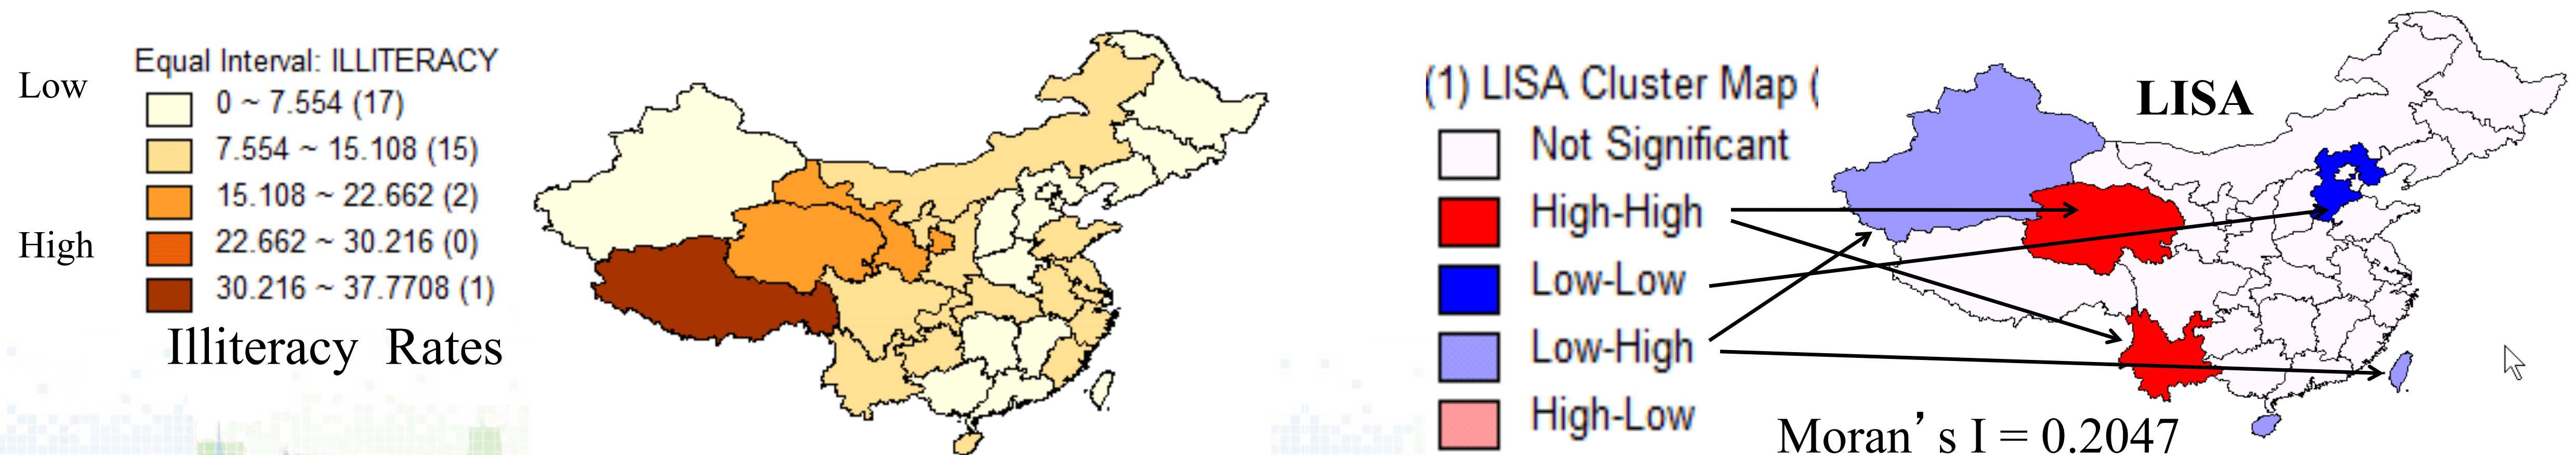 Low
High
Equal Interval: ILLITERACY
0 ~ 7.554 (17)
7.554 ~ 15.108 (15)
15.108 ~ 22.662 (2)
22.662 ~ 30.216 (0)
30.216 ~ 37.7708 (1)
Illiteracy Rates
(1) LISA Cluster Map (
Not Significant
High-High
Low-Low
Low-High
High-Low
LISA
Moran’s I = 0.2047